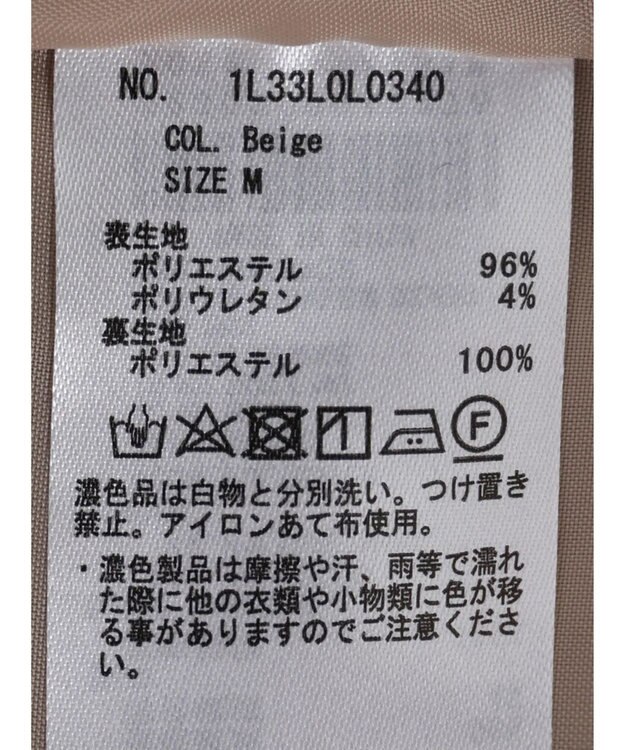 NO. 1L33LQL0340
COL. Beige
SIZE M
表生地
ポリエステル 96%
ポリウレタン 4%
裏生地
ポリエステル 100%
F
濃色品は白物と分別洗い。つけ置き
禁止。アイロンあて布使用。
・濃色製品は摩擦や汗、雨等で濡れ
た際に他の衣類や小物類に色が移
る事がありますのでご注意くださ
い。